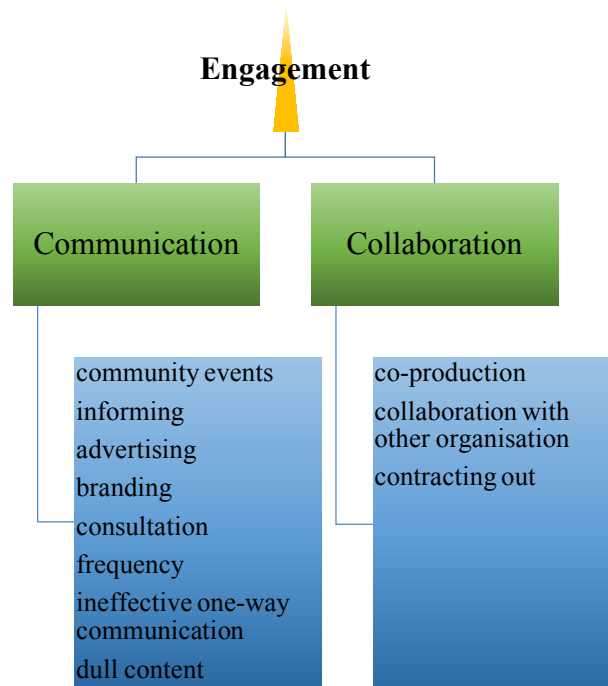 Engagement
Communication
Collaboration
community events
informing
advertising
branding
consultation
frequency
ineffective one-way
communication
dull content
co-production
collaboration with
other organisation
contracting out